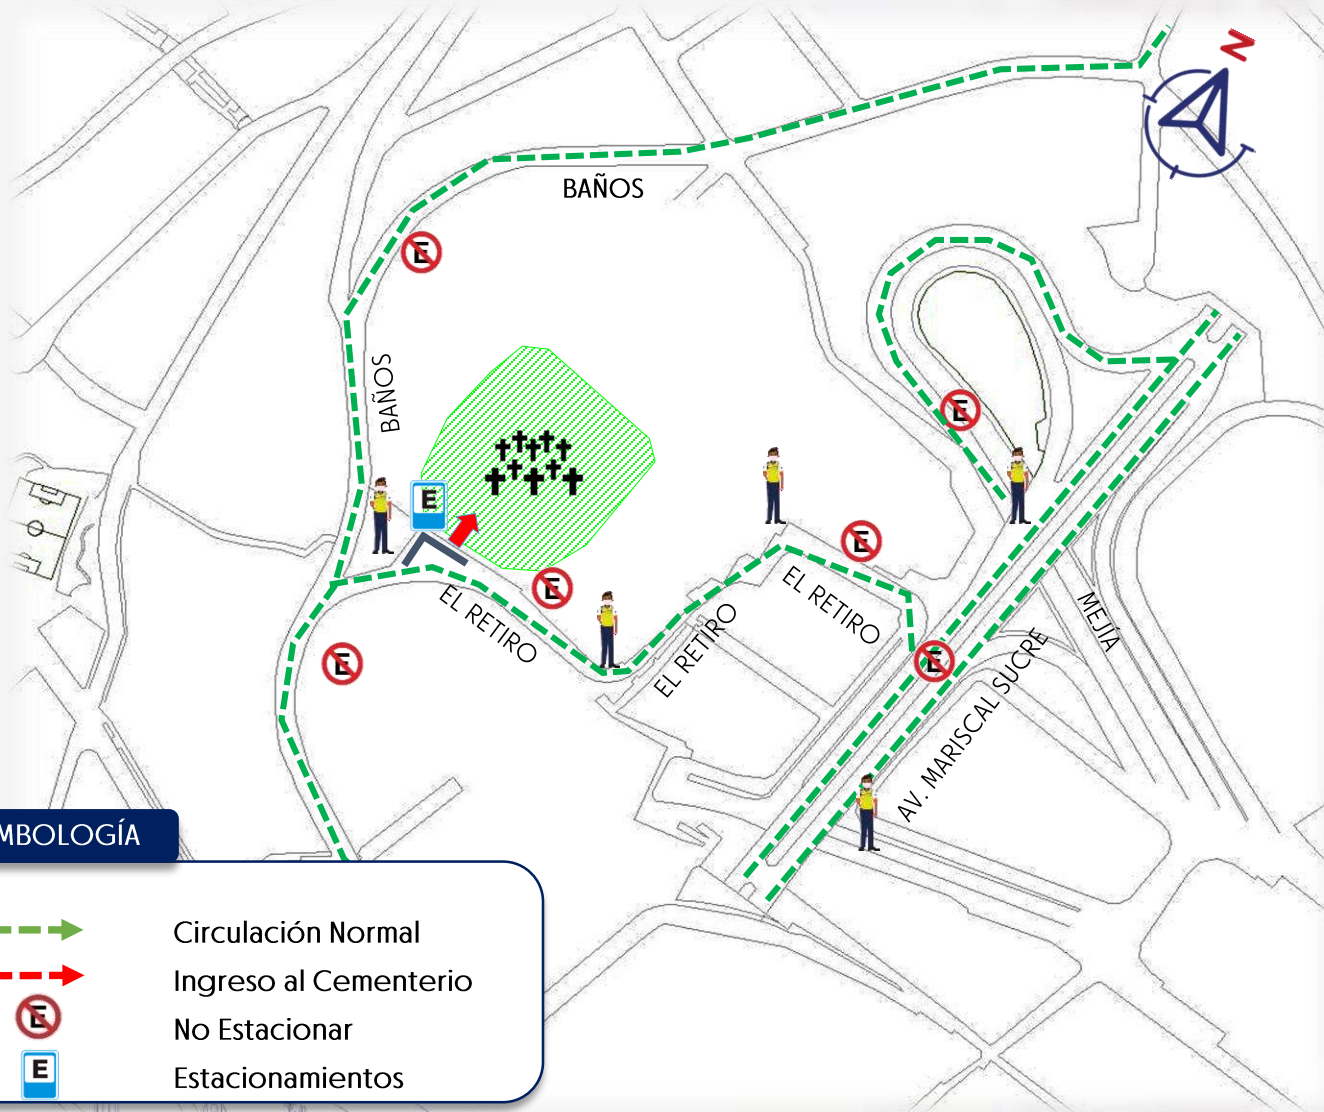 N
BAÑOS
E
BAÑOS
E
E
E
E
EL RETIRO
EL RETIRO
EL RETIRO
E
E
MEJÍA
AV. MARISCAL SUCRE
MBOLOGÍA
Circulación Normal
Ingreso al Cementerio
E
No Estacionar
E
Estacionamientos